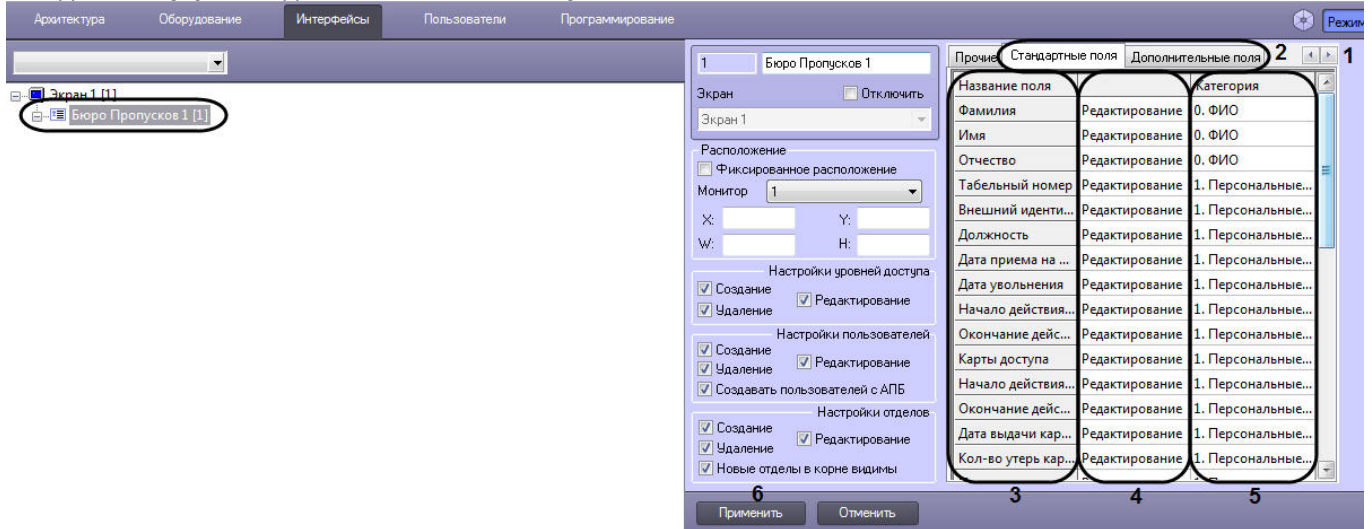 Архитектура Оборудование Интерфейсы Пользователи Программирование Режим
Экран 1 [1]
Бюро Пропусков 1 [1]
1 Бюро Пропусков 1
Экран Отключить
Экран 1
Расположение
Фиксированное расположение
Монитор 1
X: Y:
W: H:
Настройки уровней доступа
Создание
Редактирование
Удаление
Настройки пользователей
Создание
Редактирование
Удаление
Создавать пользователей с АПБ
Настройки отделов
Создание
Редактирование
Удаление
Новые отделы в корне видимы
6
Применить Отменить
Прочие Стандартные поля Дополнительные поля 2 1
Название поля Категория
Фамилия Редактирование 0. ФИО
Имя Редактирование 0. ФИО
Отчество Редактирование 0. ФИО
Табельный номер Редактирование 1. Персональные...
Внешний иденти... Редактирование 1. Персональные...
Должность Редактирование 1. Персональные...
Дата приема на ... Редактирование 1. Персональные...
Дата увольнения Редактирование 1. Персональные...
Начало действия... Редактирование 1. Персональные...
Окончание дейс... Редактирование 1. Персональные...
Карты доступа Редактирование 1. Персональные...
Начало действия... Редактирование 1. Персональные...
Окончание дейс... Редактирование 1. Персональные...
Дата выдачи кар... Редактирование 1. Персональные...
Кол-во утерь кар... Редактирование 1. Персональные...
3 4 5